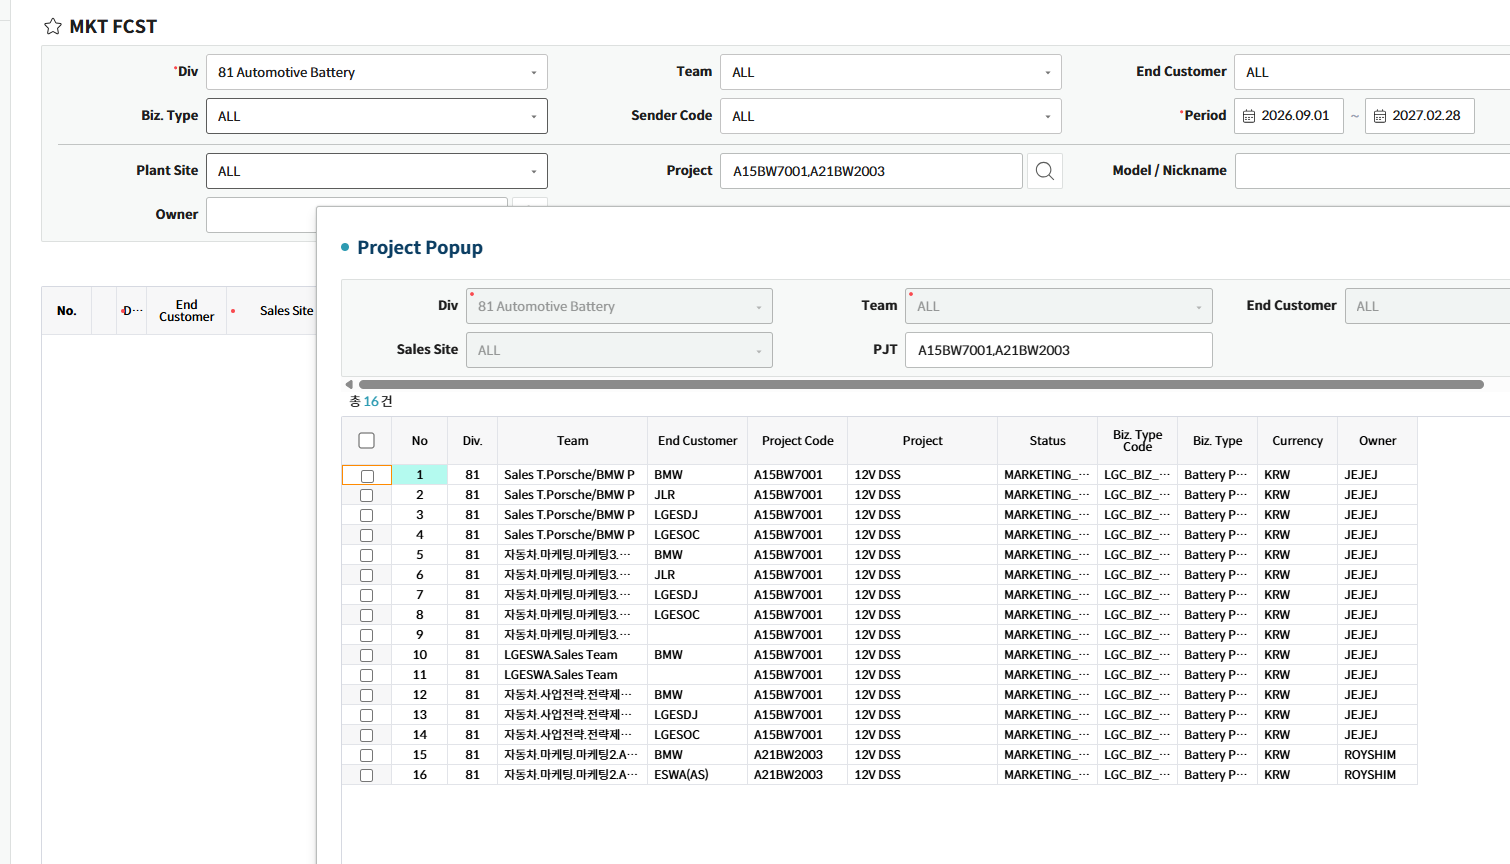 MKT FCST
*Div 81 Automotive Battery Team ALL End Customer ALL
Biz. Type ALL Sender Code ALL *Period 2026.09.01 ~ 2027.02.28
Plant Site ALL Project A15BW7001,A21BW2003 Model / Nickname
Owner
No. D··· End Customer Sales Site
Project Popup
Div 81 Automotive Battery Team ALL End Customer ALL
Sales Site ALL PJT A15BW7001,A21BW2003
총 16 건
No Div. Team End Customer Project Code Project Status Biz. Type Code Biz. Type Currency Owner
1 81 Sales T.Porsche/BMW P BMW A15BW7001 12V DSS MARKETING_··· LGC_BIZ_··· Battery P··· KRW JEJEJ
2 81 Sales T.Porsche/BMW P JLR A15BW7001 12V DSS MARKETING_··· LGC_BIZ_··· Battery P··· KRW JEJEJ
3 81 Sales T.Porsche/BMW P LGESDJ A15BW7001 12V DSS MARKETING_··· LGC_BIZ_··· Battery P··· KRW JEJEJ
4 81 Sales T.Porsche/BMW P LGESOC A15BW7001 12V DSS MARKETING_··· LGC_BIZ_··· Battery P··· KRW JEJEJ
5 81 자동차.마케팅.마케팅3.··· BMW A15BW7001 12V DSS MARKETING_··· LGC_BIZ_··· Battery P··· KRW JEJEJ
6 81 자동차.마케팅.마케팅3.··· JLR A15BW7001 12V DSS MARKETING_··· LGC_BIZ_··· Battery P··· KRW JEJEJ
7 81 자동차.마케팅.마케팅3.··· LGESDJ A15BW7001 12V DSS MARKETING_··· LGC_BIZ_··· Battery P··· KRW JEJEJ
8 81 자동차.마케팅.마케팅3.··· LGESOC A15BW7001 12V DSS MARKETING_··· LGC_BIZ_··· Battery P··· KRW JEJEJ
9 81 자동차.마케팅.마케팅3.··· A15BW7001 12V DSS MARKETING_··· LGC_BIZ_··· Battery P··· KRW JEJEJ
10 81 LGESWA.Sales Team BMW A15BW7001 12V DSS MARKETING_··· LGC_BIZ_··· Battery P··· KRW JEJEJ
11 81 LGESWA.Sales Team A15BW7001 12V DSS MARKETING_··· LGC_BIZ_··· Battery P··· KRW JEJEJ
12 81 자동차.사업전략.전략제··· BMW A15BW7001 12V DSS MARKETING_··· LGC_BIZ_··· Battery P··· KRW JEJEJ
13 81 자동차.사업전략.전략제··· LGESDJ A15BW7001 12V DSS MARKETING_··· LGC_BIZ_··· Battery P··· KRW JEJEJ
14 81 자동차.사업전략.전략제··· LGESOC A15BW7001 12V DSS MARKETING_··· LGC_BIZ_··· Battery P··· KRW JEJEJ
15 81 자동차.마케팅.마케팅2.A··· BMW A21BW2003 12V DSS MARKETING_··· LGC_BIZ_··· Battery P··· KRW ROYSHIM
16 81 자동차.마케팅.마케팅2.A··· ESWA(AS) A21BW2003 12V DSS MARKETING_··· LGC_BIZ_··· Battery P··· KRW ROYSHIM